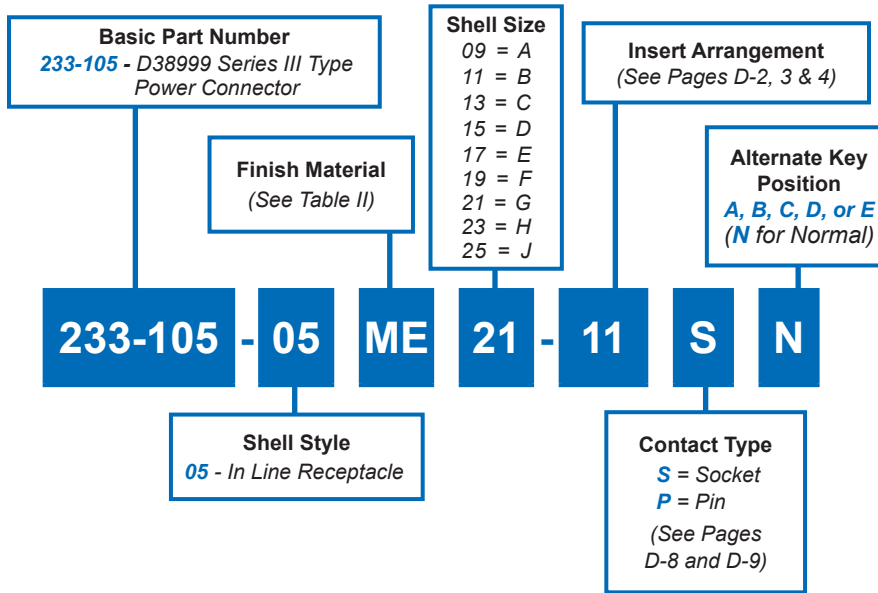 Basic Part Number
233-105 - D38999 Series III Type
Power Connector
Finish Material
(See Table II)
Shell Size
09 = A
11 = B
13 = C
15 = D
17 = E
19 = F
21 = G
23 = H
25 = J
Insert Arrangement
(See Pages D-2, 3 & 4)
Alternate Key
Position
A, B, C, D, or E
(N for Normal)
233-105 - 05 ME 21 - 11 S N
Shell Style
05 - In Line Receptacle
Contact Type
S = Socket
P = Pin
(See Pages
D-8 and D-9)